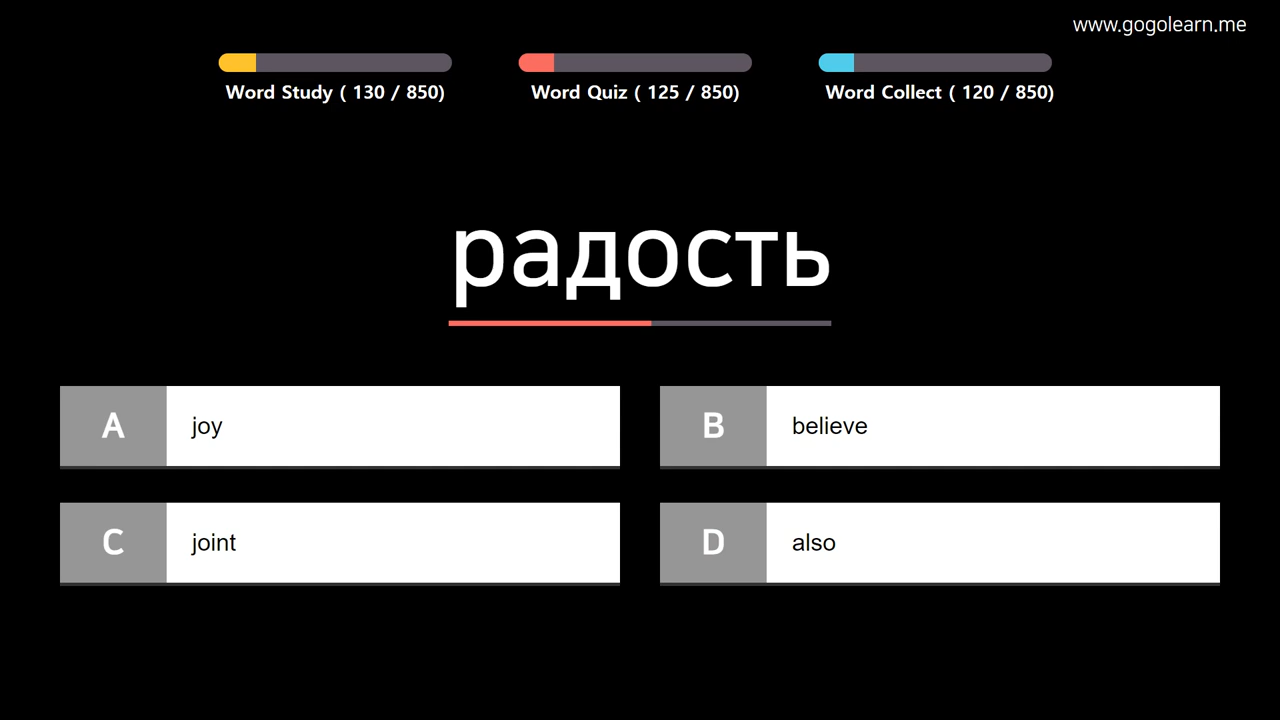 www.gogolearn.me
Word Study ( 130 / 850)
Word Quiz ( 125 / 850)
Word Collect ( 120 / 850)
радость
A joy
B believe
C joint
D also